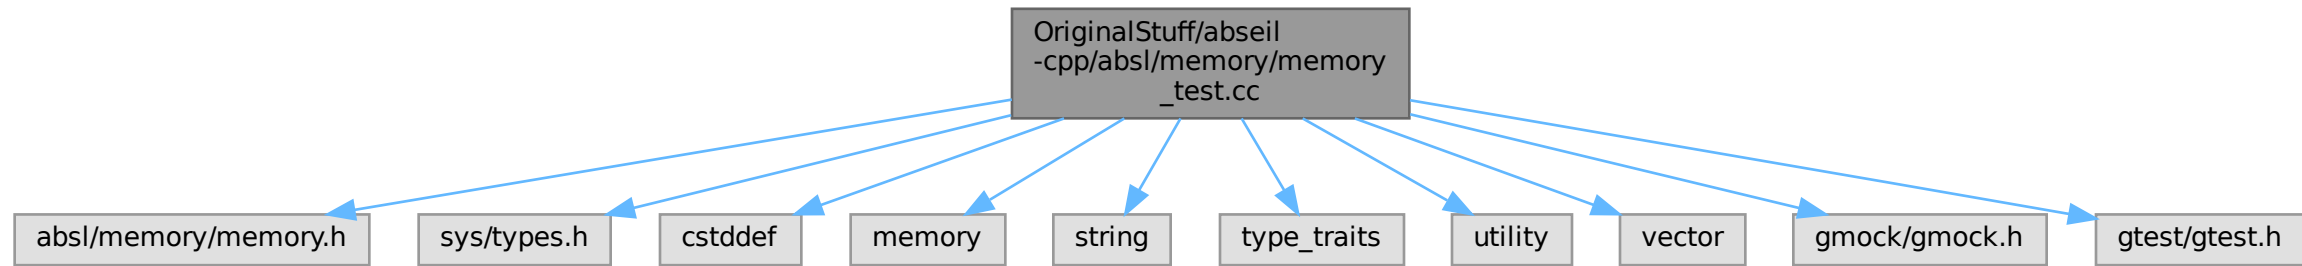 OriginalStuff/abseil
-cpp/absl/memory/memory
_test.cc
absl/memory/memory.h
sys/types.h
cstddef
memory
string
type_traits
utility
vector
gmock/gmock.h
gtest/gtest.h